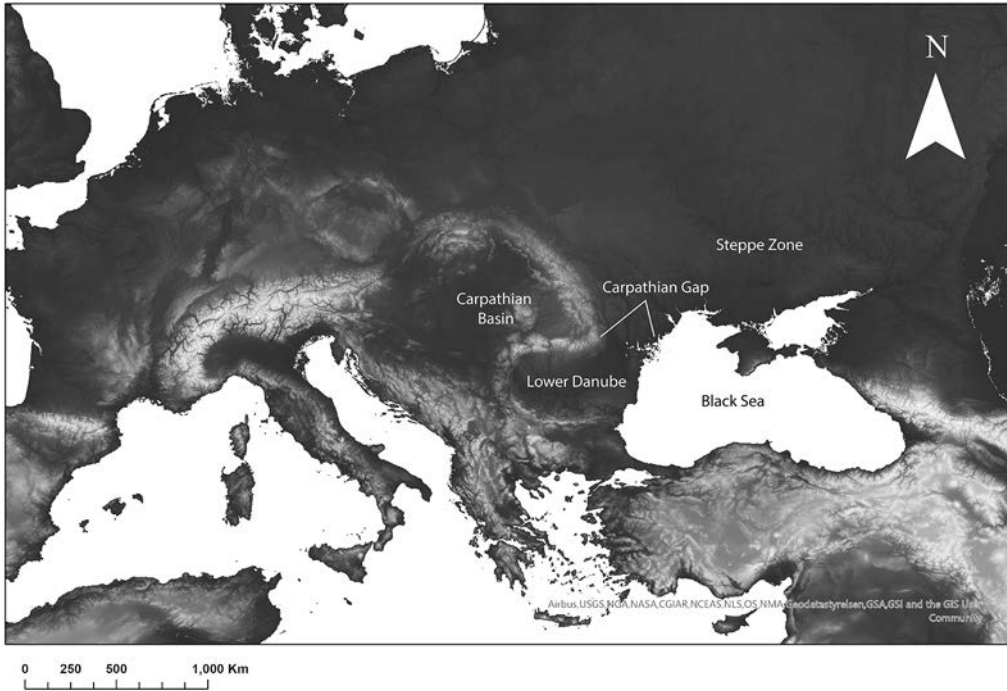 N
Steppe Zone
Carpathian Gap
Carpathian
Basin
Lower Danube
Black Sea
Airbus,USGS,NGA,NASA,CGIAR,NCEAS,NLS,OS,NMA,Geodatastyrelsen,GSA,GSI and the GIS User
Community
0 250 500 1,000 Km